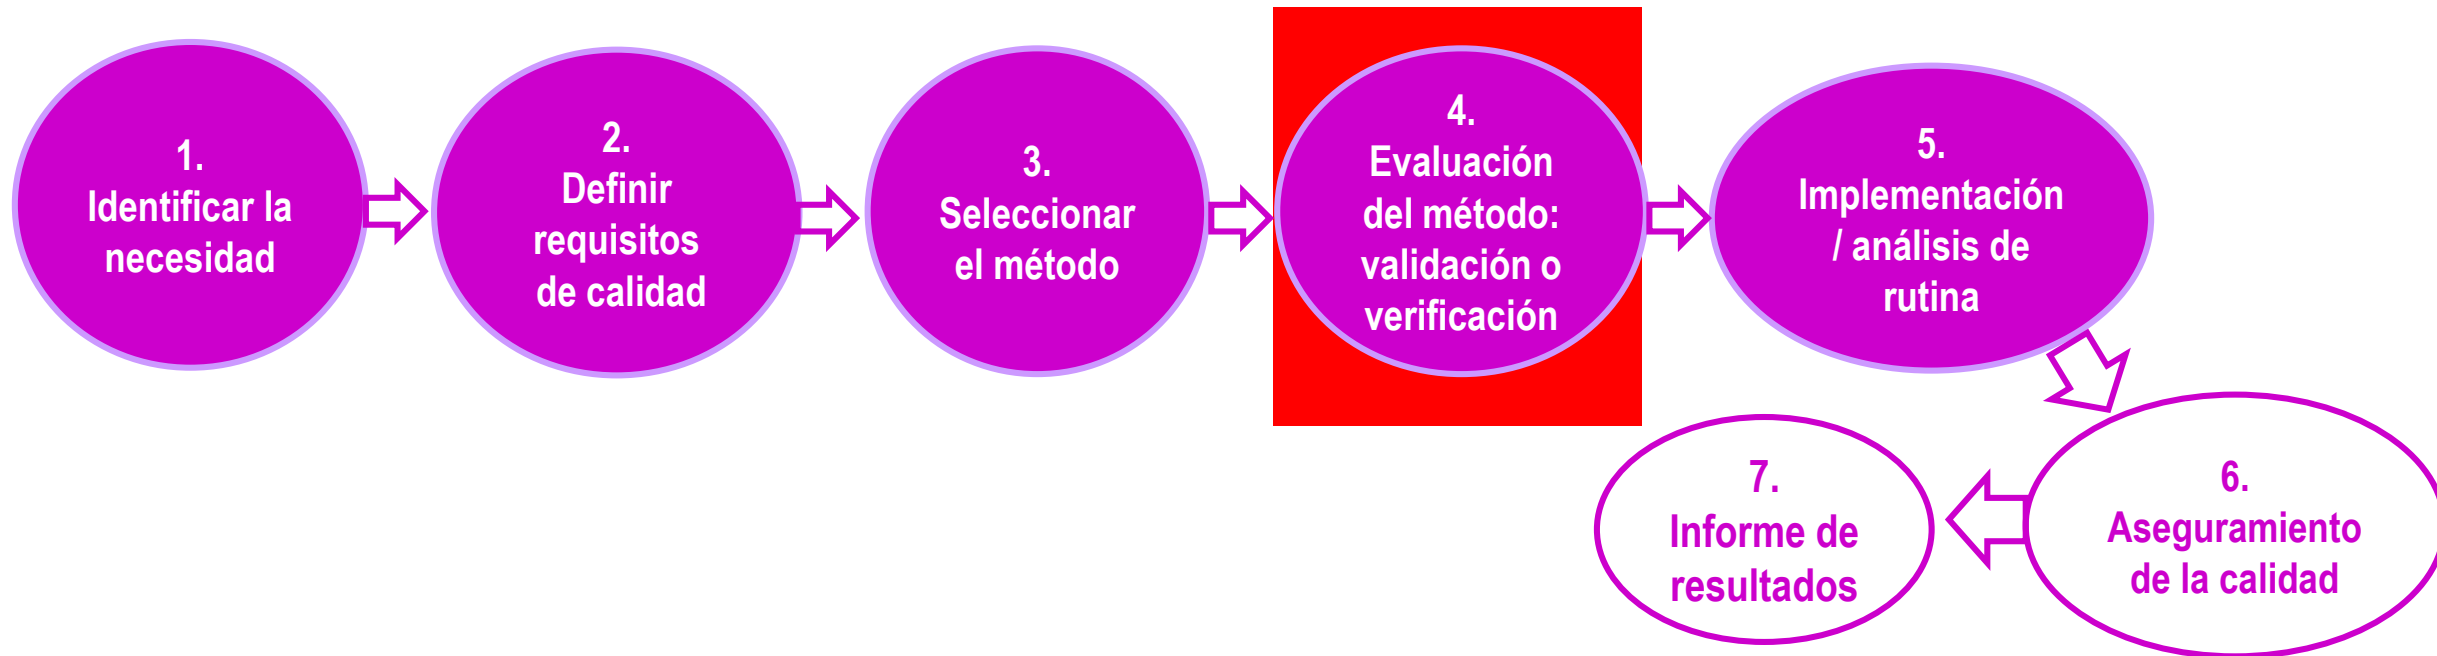 1.
Identificar la
necesidad
2.
Definir
requisitos
de calidad
3.
Seleccionar
el método
4.
Evaluación
del método:
validación o
verificación
5.
Implementación
/ análisis de
rutina
6.
Aseguramiento
de la calidad
7.
Informe de
resultados